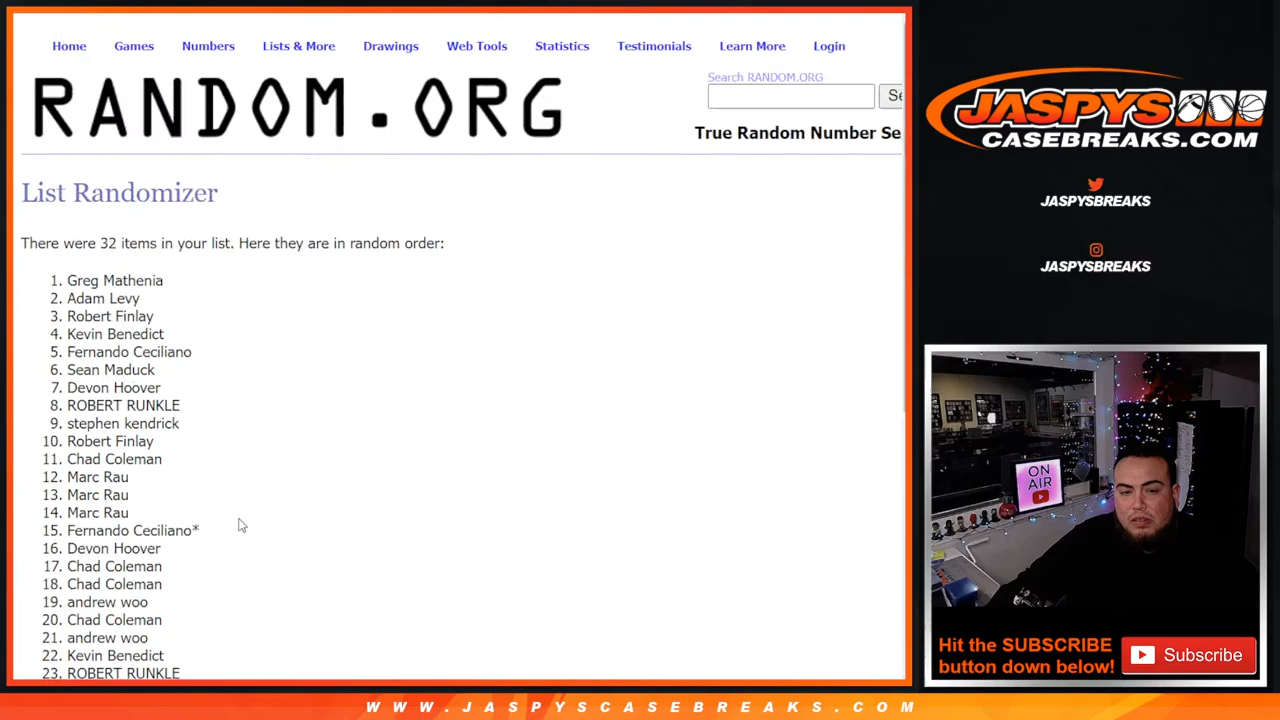 Home Games Numbers Lists & More Drawings Web Tools Statistics Testimonials Learn More Login
RANDOM.ORG
Search RANDOM.ORG
Se
True Random Number Se
List Randomizer
There were 32 items in your list. Here they are in random order:
1. Greg Mathenia
2. Adam Levy
3. Robert Finlay
4. Kevin Benedict
5. Fernando Ceciliano
6. Sean Maduck
7. Devon Hoover
8. ROBERT RUNKLE
9. stephen kendrick
10. Robert Finlay
11. Chad Coleman
12. Marc Rau
13. Marc Rau
14. Marc Rau
15. Fernando Ceciliano*
16. Devon Hoover
17. Chad Coleman
18. Chad Coleman
19. andrew woo
20. Chad Coleman
21. andrew woo
22. Kevin Benedict
23. ROBERT RUNKLE
JASPYS
CASEBREAKS.COM
JASPYSBREAKS
JASPYSBREAKS
ON
AIR
Hit the SUBSCRIBE
button down below!
Subscribe
WWW.JASPYSCASEBREAKS.COM